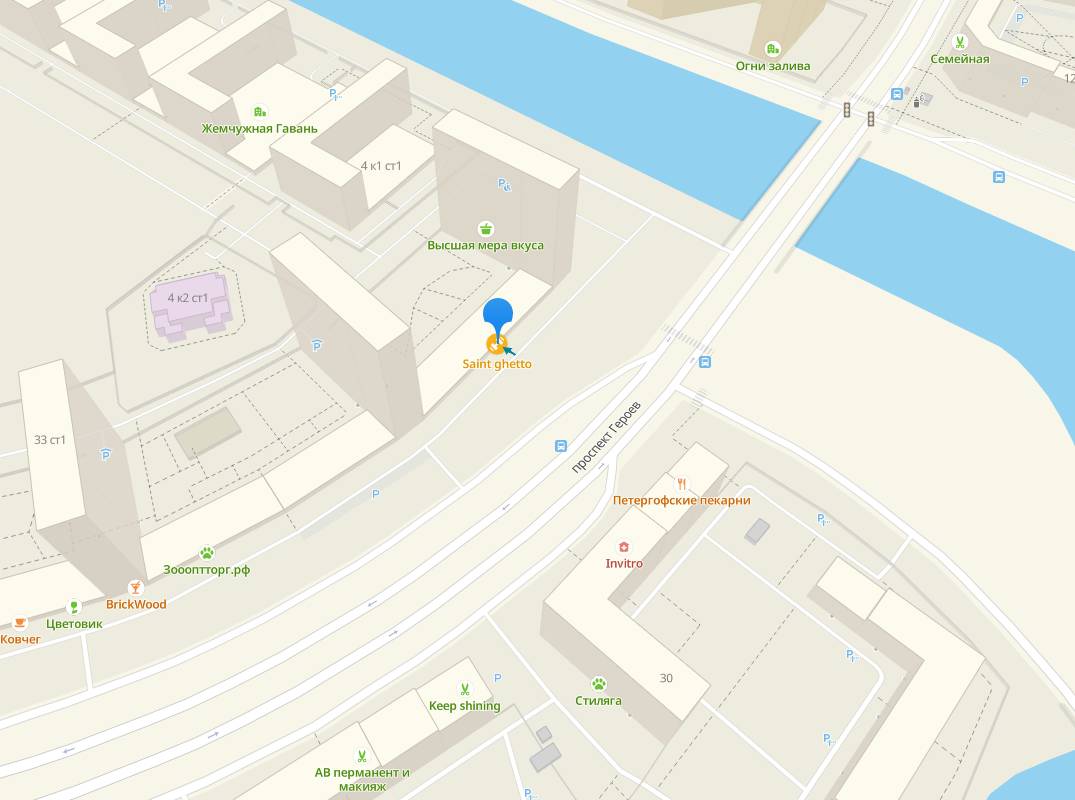 P
P
Семейная
Огни залива
P
12
P
Жемчужная Гавань
4 к1 ст1
P
Высшая мера вкуса
4 к2 ст1
Saint ghetto
проспект Героев
33 ст1
P
Петергофские пекарни
P
Invitro
Зооoптторг.рф
BrickWood
Цветовик
Ковчег
P
30
P
Стиляга
Keep shining
P
АВ перманент и
макияж
P